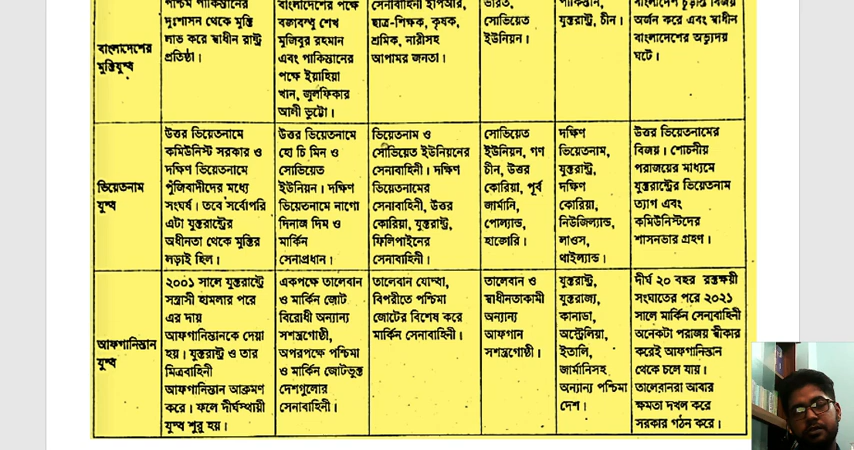 বাংলাদেশের
মুক্তিযুদ্ধ
পশ্চিম পাকিস্তানের
দুঃশাসন থেকে মুক্তি
লাভ করে স্বাধীন রাষ্ট্র
প্রতিষ্ঠা।
বাংলাদেশের পক্ষে
বঙ্গবন্ধু শেখ
মুজিবুর রহমান
এবং পাকিস্তানের
পক্ষে ইয়াহিয়া
খান, জুলফিকার
আলী ভুট্টো।
সেনাবাহিনী ইপিআর,
ছাত্র-শিক্ষক, কৃষক,
শ্রমিক, নারীসহ
আপামর জনতা।
ভারত,
সোভিয়েত
ইউনিয়ন।
পাকিস্তান,
যুক্তরাষ্ট্র, চীন।
বাংলাদেশ চূড়ান্ত বিজয়
অর্জন করে এবং স্বাধীন
বাংলাদেশের অভ্যুদয়
ঘটে।
ভিয়েতনাম
যুদ্ধ
উত্তর ভিয়েতনামে
কমিউনিস্ট সরকার ও
দক্ষিণ ভিয়েতনামে
পুঁজিবাদীদের মধ্যে
সংঘর্ষ। তবে সর্বোপরি
এটা যুক্তরাষ্ট্রের
অধীনতা থেকে মুক্তির
লড়াই ছিল।
উত্তর ভিয়েতনামে
হো চি মিন ও
সোভিয়েত
ইউনিয়ন। দক্ষিণ
ভিয়েতনামে নাগো
দিনাজ দিম ও
মার্কিন
সেনাপ্রধান।
ভিয়েতনাম ও
সোভিয়েত ইউনিয়নের
সেনাবাহিনী। দক্ষিণ
ভিয়েতনামের
সেনাবাহিনী, উত্তর
কোরিয়া, যুক্তরাষ্ট্র,
ফিলিপাইনের
সেনাবাহিনী।
সোভিয়েত
ইউনিয়ন, গণ
চীন, উত্তর
কোরিয়া, পূর্ব
জার্মানি,
পোল্যান্ড,
হাঙ্গেরি।
দক্ষিণ
ভিয়েতনাম,
যুক্তরাষ্ট্র,
দক্ষিণ
কোরিয়া,
নিউজিল্যান্ড,
লাওস,
থাইল্যান্ড।
উত্তর ভিয়েতনামের
বিজয়। শোচনীয়
পরাজয়ের মাধ্যমে
যুক্তরাষ্ট্রের ভিয়েতনাম
ত্যাগ এবং
কমিউনিস্টদের
শাসনভার গ্রহণ।
আফগানিস্তান
যুদ্ধ
২০০১ সালে যুক্তরাষ্ট্রে
সন্ত্রাসী হামলার পরে
এর দায়
আফগানিস্তানকে দেয়া
হয়। যুক্তরাষ্ট্র ও তার
মিত্রবাহিনী
আফগানিস্তান আক্রমণ
করে। ফলে দীর্ঘস্থায়ী
যুদ্ধ শুরু হয়।
একপক্ষে তালেবান
ও মার্কিন জোট
বিরোধী অন্যান্য
সশস্ত্রগোষ্ঠী,
অপরপক্ষে পশ্চিমা
ও মার্কিন জোটভুক্ত
দেশগুলোর
সেনাবাহিনী।
তালেবান যোদ্ধা,
বিপরীতে পশ্চিমা
জোটের বিশেষ করে
মার্কিন সেনাবাহিনী।
তালেবান ও
স্বাধীনতাকামী
অন্যান্য
আফগান
সশস্ত্রগোষ্ঠী।
যুক্তরাষ্ট্র,
যুক্তরাজ্য,
কানাডা,
অস্ট্রেলিয়া,
ইতালি,
জার্মানিসহ
অন্যান্য পশ্চিমা
দেশ।
দীর্ঘ ২০ বছর রক্তক্ষয়ী
সংঘাতের পরে ২০২১
সালে মার্কিন সেনাবাহিনী
অনেকটা পরাজয় স্বীকার
করেই আফগানিস্তান
থেকে চলে যায়।
তালেবানরা আবার
ক্ষমতা দখল করে
সরকার গঠন করে।